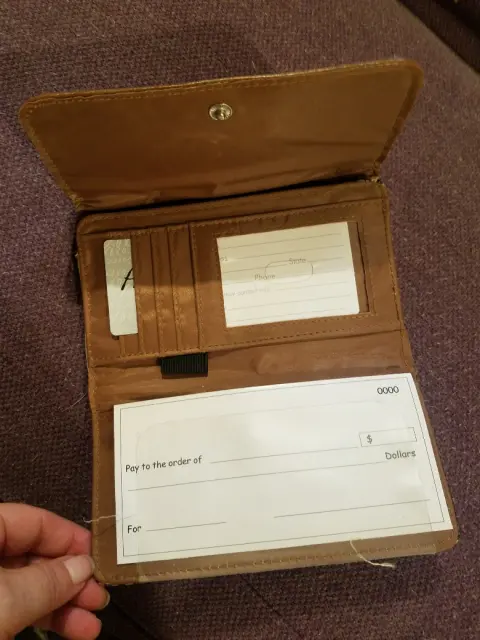 A
State
Phone
0000
$
Pay to the order of
Dollars
For